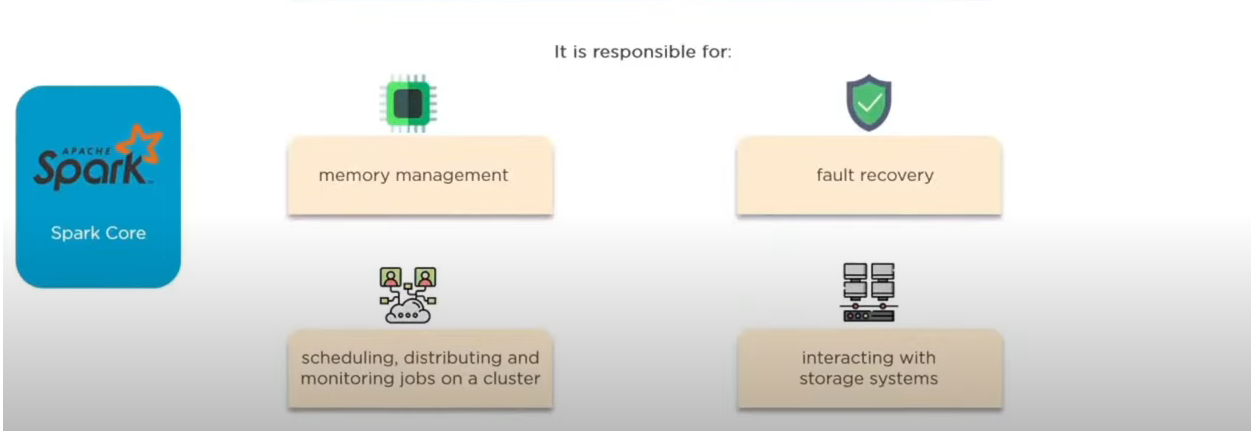 It is responsible for:
APACHE
Spark
Spark Core
memory management
fault recovery
scheduling, distributing and
monitoring jobs on a cluster
interacting with
storage systems